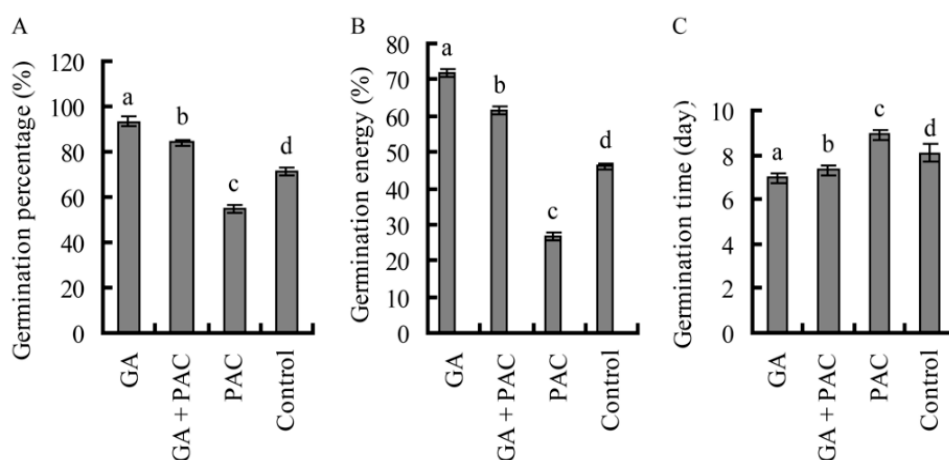 A
Germination percentage (%)
120
100
80
60
40
20
0
a
b
c
d
GA
GA + PAC
PAC
Control
B
Germination energy (%)
80
70
60
50
40
30
20
10
0
a
b
c
d
GA
GA + PAC
PAC
Control
C
Germination time (day)
10
8
6
4
2
0
a
b
c
d
GA
GA + PAC
PAC
Control